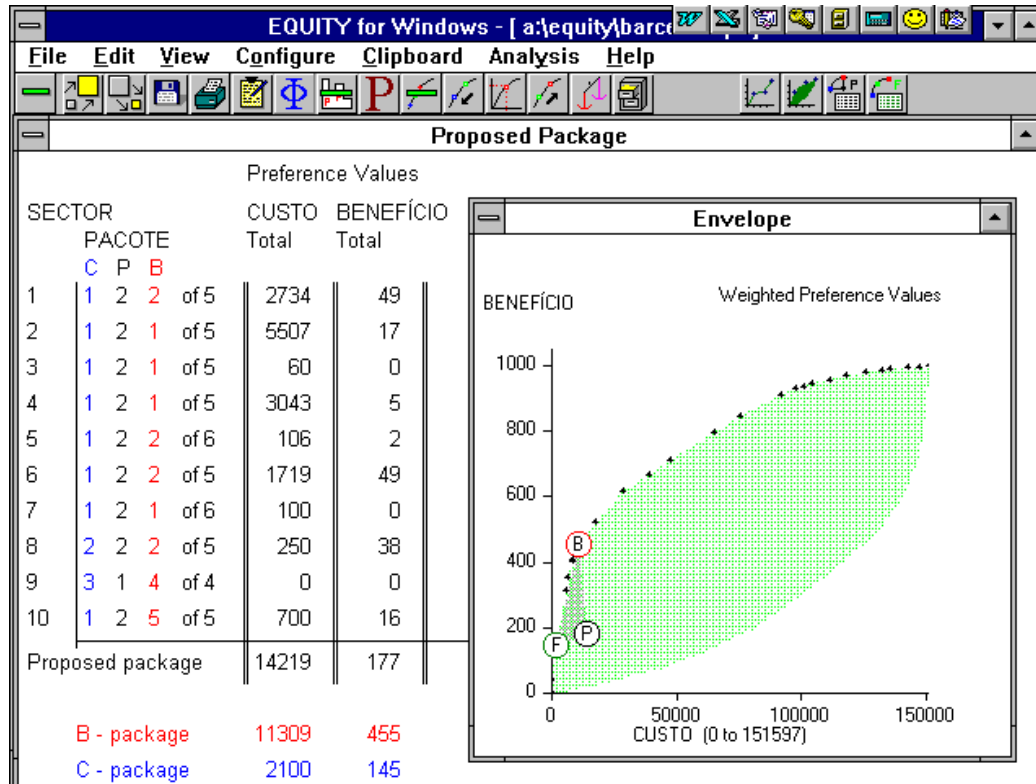 EQUITY for Windows - [ a:\equity\barce
File Edit View Configure Clipboard Analysis Help
Proposed Package
Preference Values
SECTOR CUSTO BENEFÍCIO
PACOTE Total Total
C P B
1 1 2 2 of 5 2734 49
2 1 2 1 of 5 5507 17
3 1 2 1 of 5 60 0
4 1 2 1 of 5 3043 5
5 1 2 2 of 6 106 2
6 1 2 2 of 5 1719 49
7 1 2 1 of 6 100 0
8 2 2 2 of 5 250 38
9 3 1 4 of 4 0 0
10 1 2 5 of 5 700 16
Proposed package 14219 177
B - package 11309 455
C - package 2100 145
Envelope
BENEFÍCIO Weighted Preference Values
1000
800
600
B
400
200
F P
0
0 50000 100000 150000
CUSTO (0 to 151597)